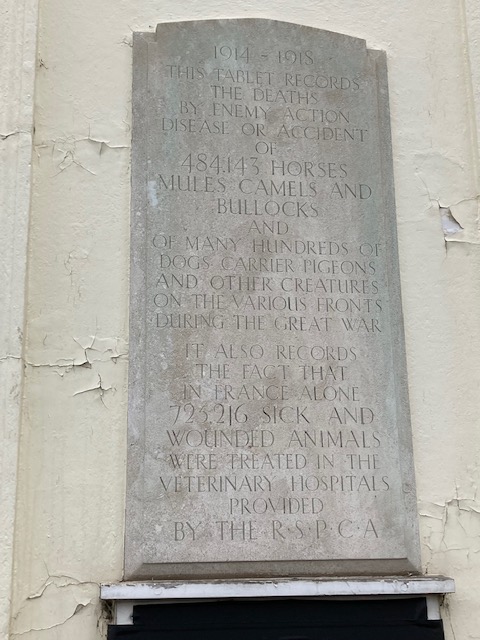 1914 - 1918
THIS TABLET RECORDS
THE DEATHS
BY ENEMY ACTION
DISEASE OR ACCIDENT
OF
484,143 HORSES
MULES CAMELS AND
BULLOCKS
AND
OF MANY HUNDREDS OF
DOGS CARRIER PIGEONS
AND OTHER CREATURES
ON THE VARIOUS FRONTS
DURING THE GREAT WAR
IT ALSO RECORDS
THE FACT THAT
IN FRANCE ALONE
725,216 SICK AND
WOUNDED ANIMALS
WERE TREATED IN THE
VETERINARY HOSPITALS
PROVIDED
BY THE R·S·P·C·A